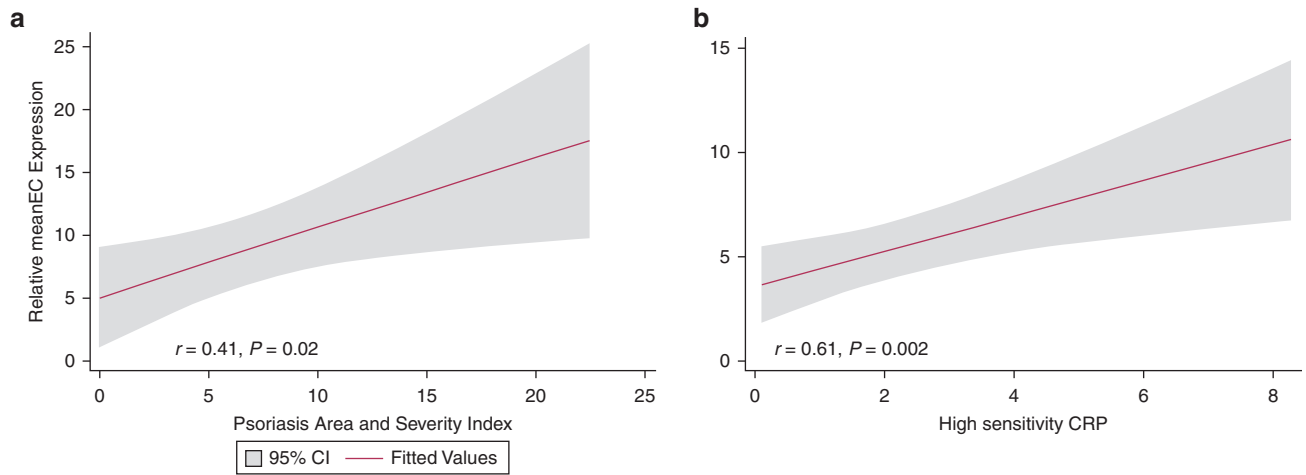 a
Relative meanEC Expression
25
20
15
10
5
0
r = 0.41, P = 0.02
0 5 10 15 20 25
Psoriasis Area and Severity Index
95% CI Fitted Values
b
15
10
5
0
r = 0.61, P = 0.002
0 2 4 6 8
High sensitivity CRP